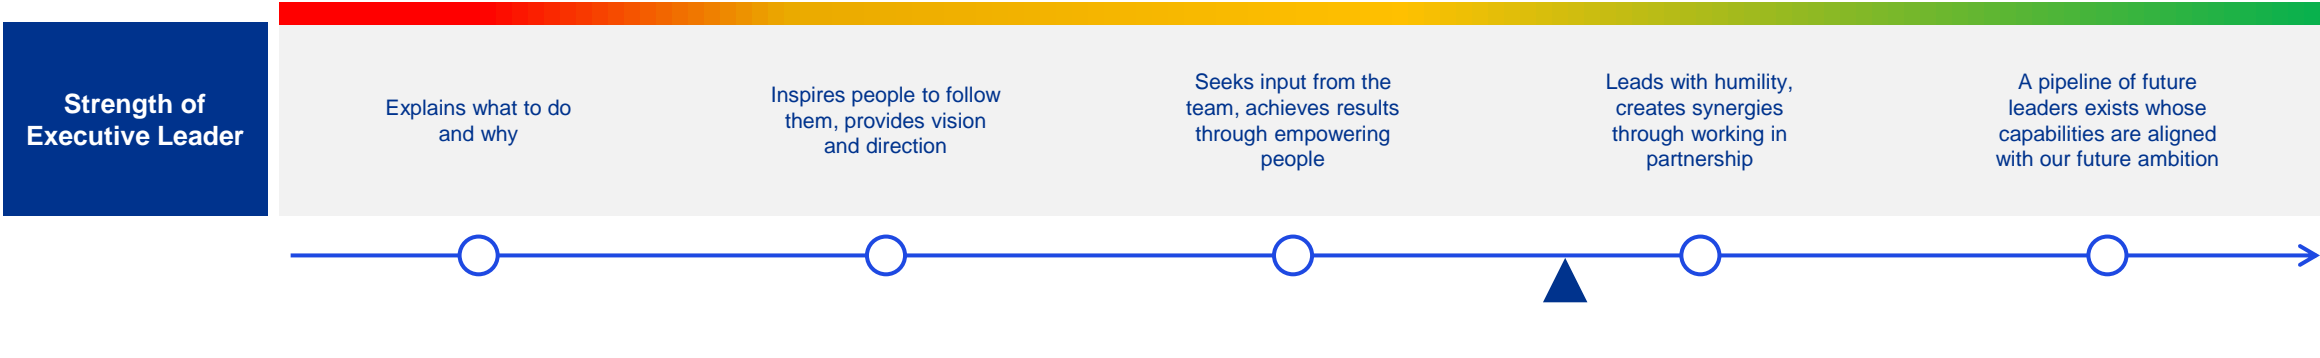 Strength of
Executive Leader
Explains what to do
and why
Inspires people to follow
them, provides vision
and direction
Seeks input from the
team, achieves results
through empowering
people
Leads with humility,
creates synergies
through working in
partnership
A pipeline of future
leaders exists whose
capabilities are aligned
with our future ambition